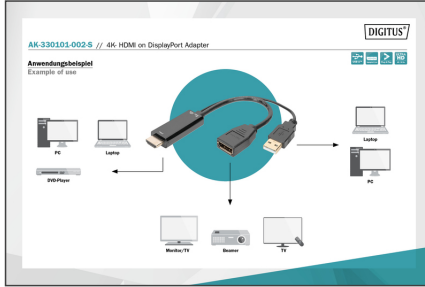 DIGITUS®
AK-330101-002-S // 4K- HDMI on DisplayPort Adapter
Anwendungsbeispiel
Example of use
HD
PC
Laptop
DVD-Player
Monitor/TV
Beamer
TV
Laptop
PC